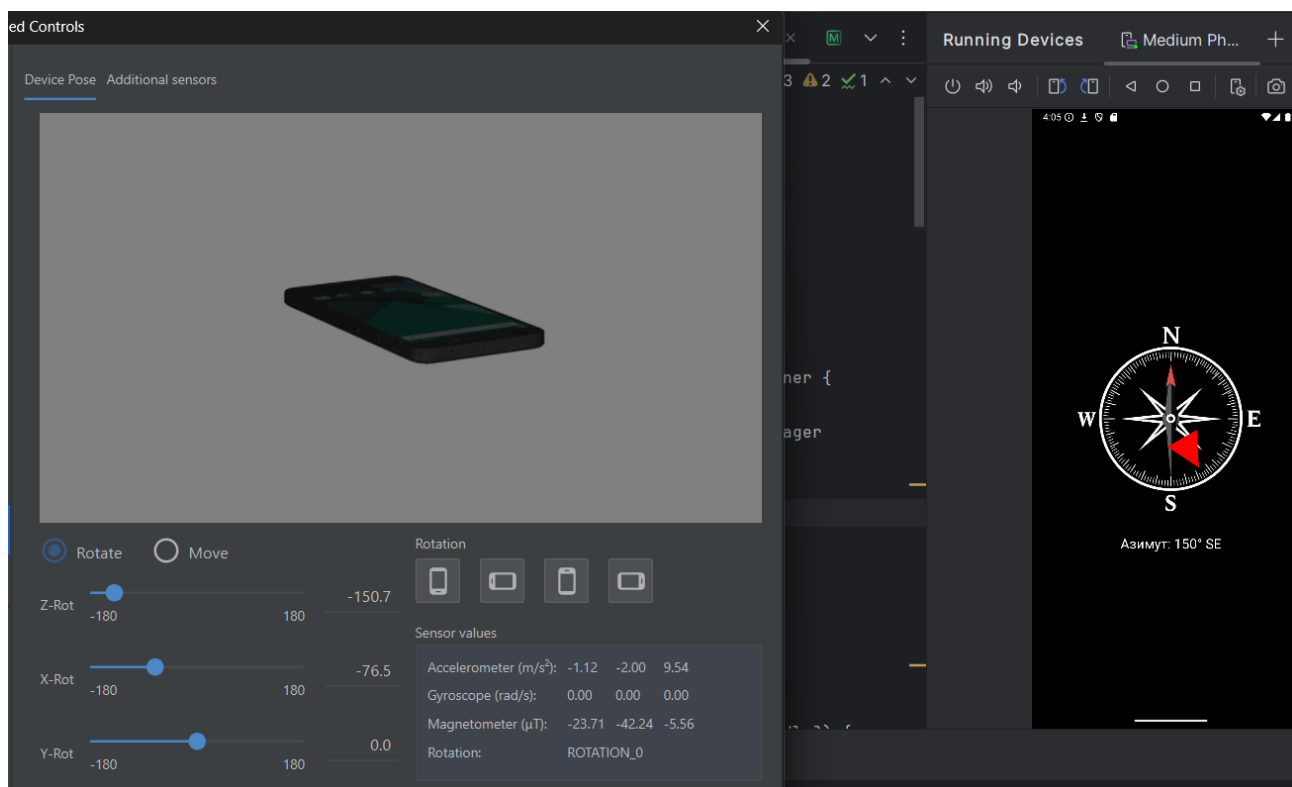 ed Controls
Device Pose Additional sensors
Rotate Move
Z-Rot -150.7
-180 180
X-Rot -76.5
-180 180
Y-Rot 0.0
-180 180
Rotation
Sensor values
Accelerometer (m/s²): -1.12 -2.00 9.54
Gyroscope (rad/s): 0.00 0.00 0.00
Magnetometer (µT): -23.71 -42.24 -5.56
Rotation: ROTATION_0
M
3 2 1
ner {
ager
Running Devices Medium Ph...
4:05
N
W E
S
Азимут: 150° SE